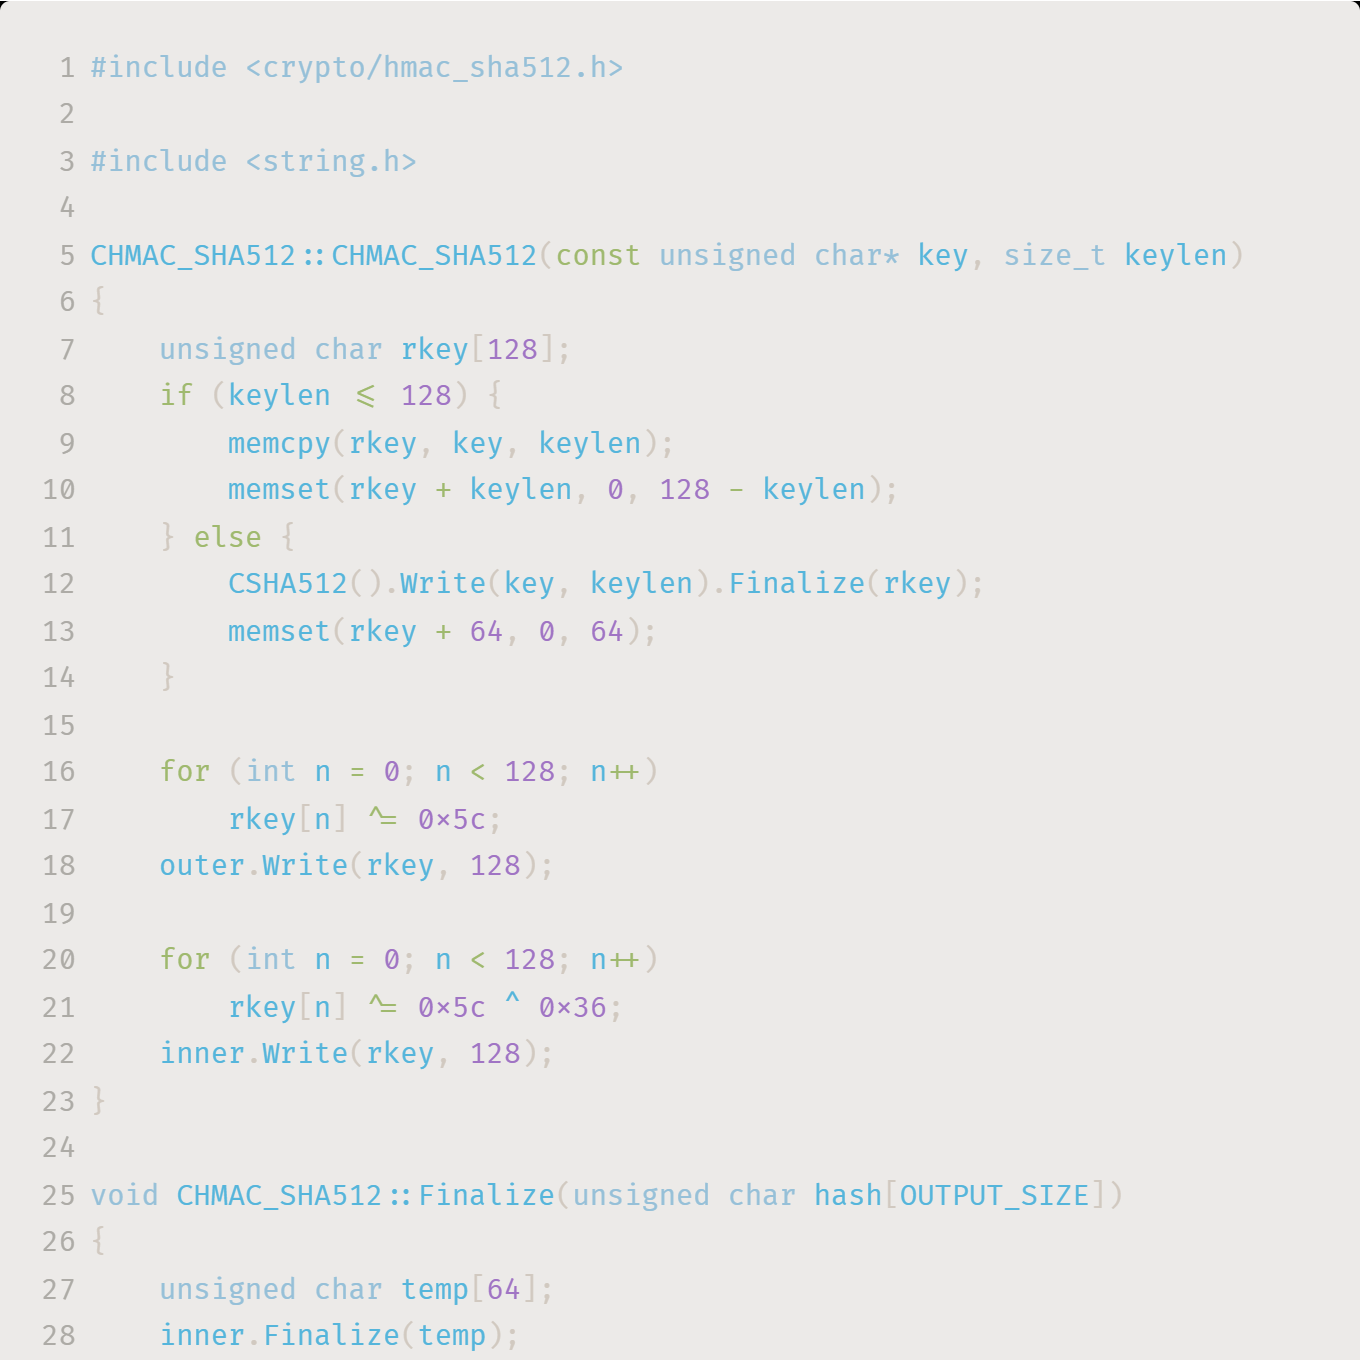 1 #include <crypto/hmac_sha512.h>
2
3 #include <string.h>
4
5 CHMAC_SHA512::CHMAC_SHA512(const unsigned char* key, size_t keylen)
6 {
7     unsigned char rkey[128];
8     if (keylen <= 128) {
9         memcpy(rkey, key, keylen);
10         memset(rkey + keylen, 0, 128 - keylen);
11     } else {
12         CSHA512().Write(key, keylen).Finalize(rkey);
13         memset(rkey + 64, 0, 64);
14     }
15
16     for (int n = 0; n < 128; n++)
17         rkey[n] ^= 0x5c;
18     outer.Write(rkey, 128);
19
20     for (int n = 0; n < 128; n++)
21         rkey[n] ^= 0x5c ^ 0x36;
22     inner.Write(rkey, 128);
23 }
24
25 void CHMAC_SHA512::Finalize(unsigned char hash[OUTPUT_SIZE])
26 {
27     unsigned char temp[64];
28     inner.Finalize(temp);